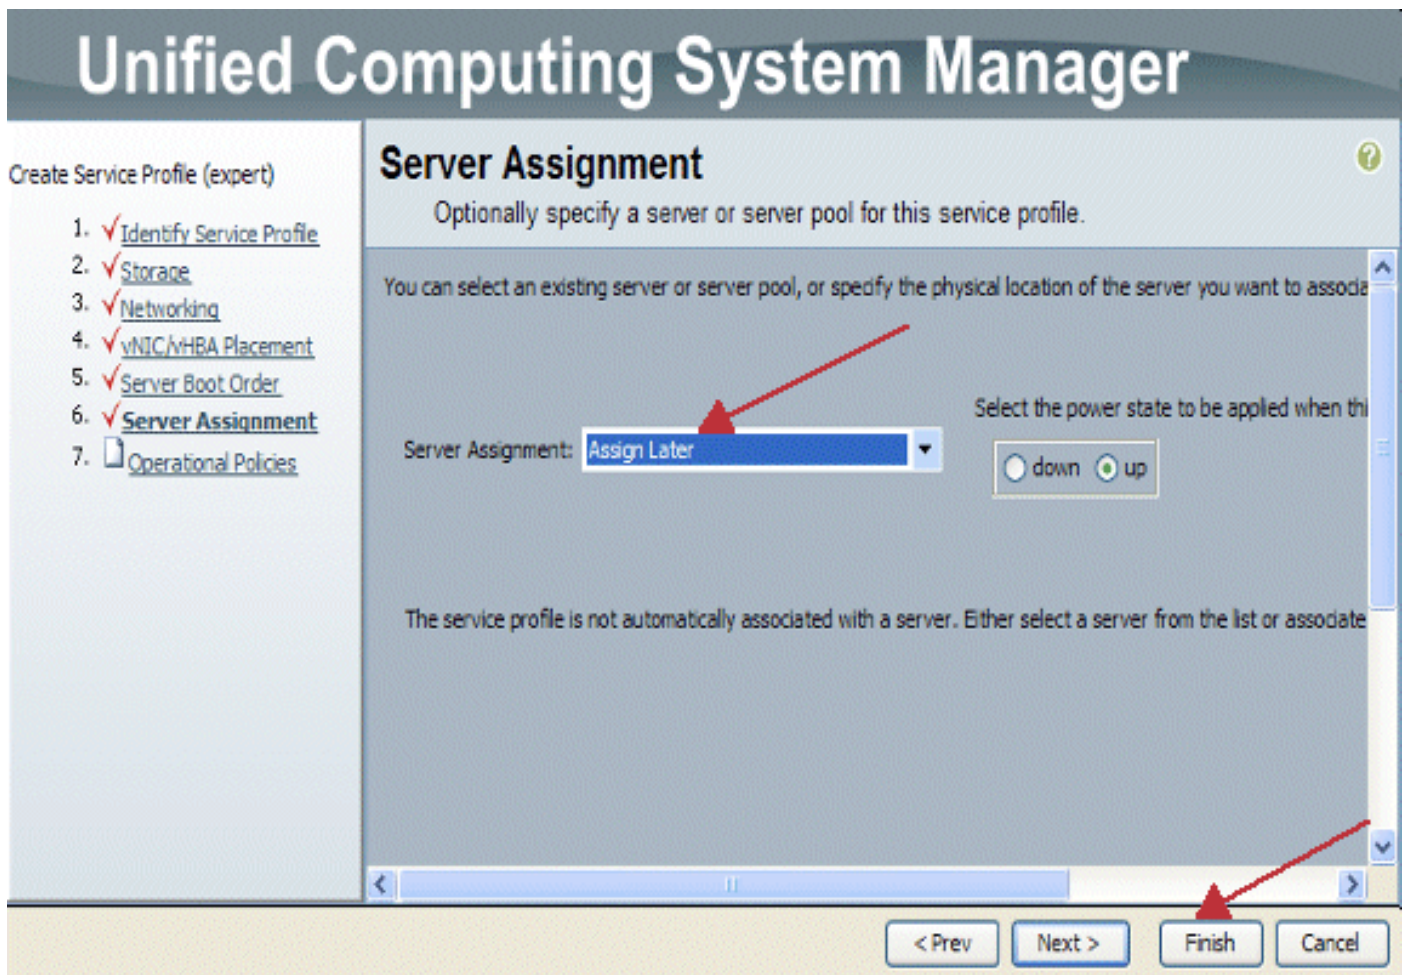 Unified Computing System Manager
Create Service Profile (expert)
1. Identify Service Profile
2. Storage
3. Networking
4. vNIC/vHBA Placement
5. Server Boot Order
6. Server Assignment
7. Operational Policies
Server Assignment
?
Optionally specify a server or server pool for this service profile.
You can select an existing server or server pool, or specify the physical location of the server you want to associa
Select the power state to be applied when thi
Server Assignment: Assign Later
down up
The service profile is not automatically associated with a server. Either select a server from the list or associate
< Prev Next > Finish Cancel